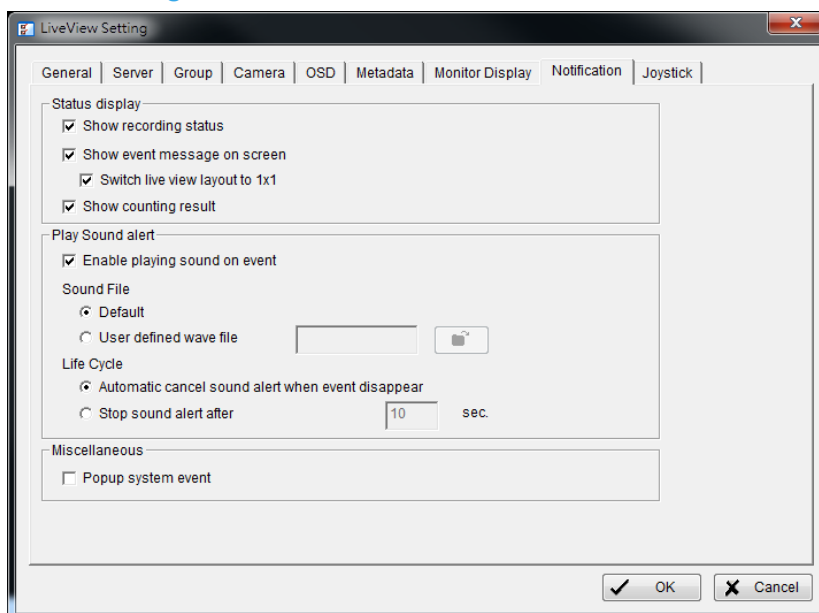 LiveView Setting
General Server Group Camera OSD Metadata Monitor Display Notification Joystick
Status display
Show recording status
Show event message on screen
Switch live view layout to 1x1
Show counting result
Play Sound alert
Enable playing sound on event
Sound File
Default
User defined wave file
Life Cycle
Automatic cancel sound alert when event disappear
Stop sound alert after 10 sec.
Miscellaneous
Popup system event
OK Cancel